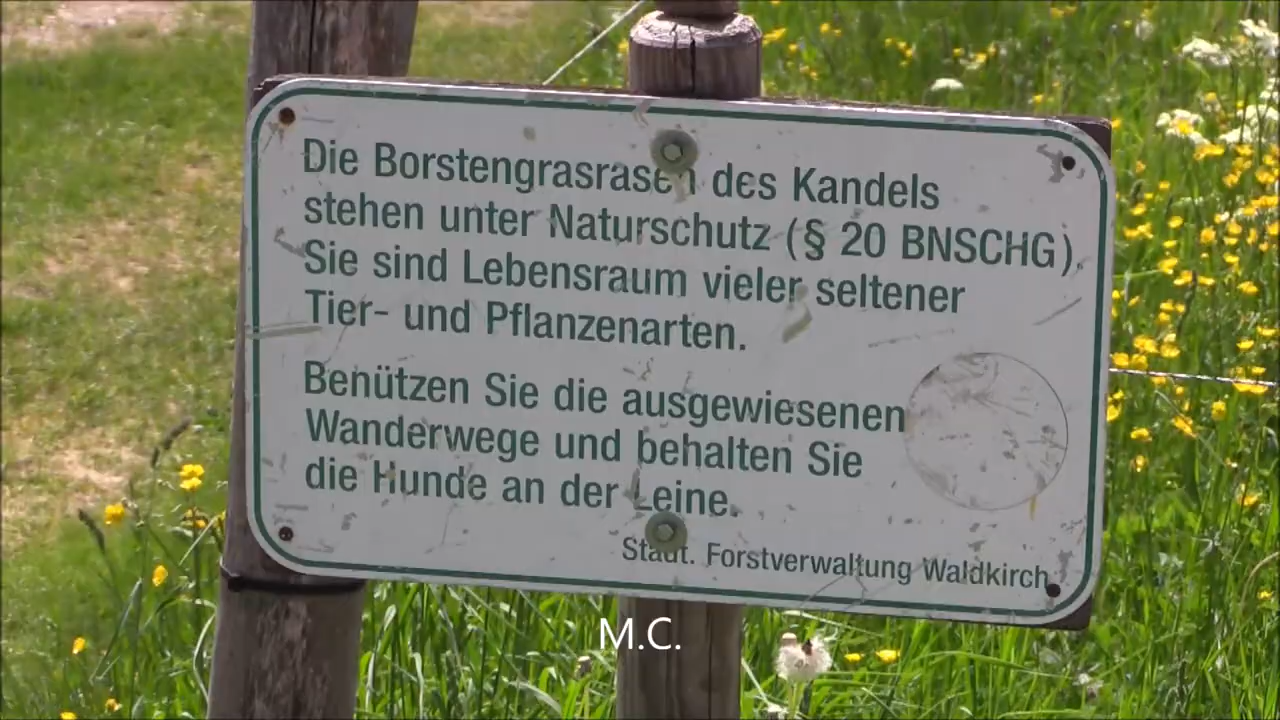 Die Borstengrasrasen des Kandels
stehen unter Naturschutz (§ 20 BNSCHG).
Sie sind Lebensraum vieler seltener
Tier- und Pflanzenarten.
Benützen Sie die ausgewiesenen
Wanderwege und behalten Sie
die Hunde an der Leine.
Staatl. Forstverwaltung Waldkirch
M.C.